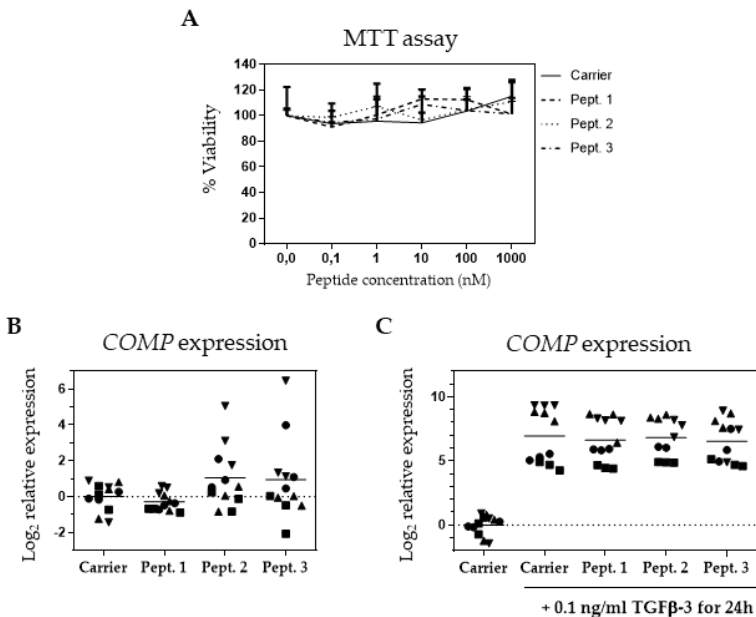 A
MTT assay
% Viability
140
120
100
80
60
40
20
0
0,0 0,1 1 10 100 1000
Peptide concentration (nM)
Carrier
Pept. 1
Pept. 2
Pept. 3
B
COMP expression
Log2 relative expression
6
4
2
0
-2
Carrier Pept. 1 Pept. 2 Pept. 3
C
COMP expression
Log2 relative expression
10
5
0
Carrier Carrier Pept. 1 Pept. 2 Pept. 3
+ 0.1 ng/ml TGFβ-3 for 24h